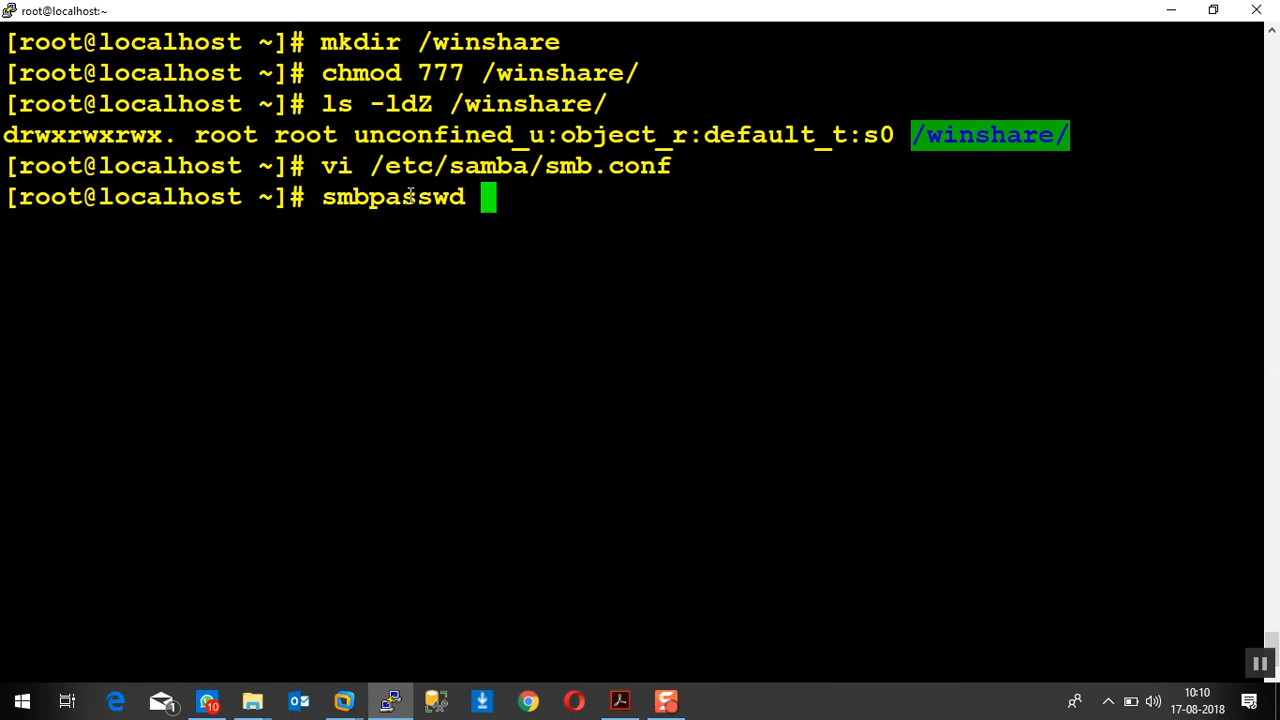 root@localhost:~
[root@localhost ~]# mkdir /winshare
[root@localhost ~]# chmod 777 /winshare/
[root@localhost ~]# ls -ldZ /winshare/
drwxrwxrwx. root root unconfined_u:object_r:default_t:s0 /winshare/
[root@localhost ~]# vi /etc/samba/smb.conf
[root@localhost ~]# smbpasswd
1
10
10:10
17-08-2018